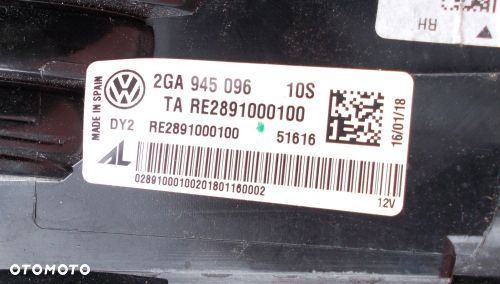 RH
2GA 945 096 10S
TA RE2891000100
DY2 RE2891000100 51616
MADE IN SPAIN
16/01/18
AL
02891000100201801160002
12V
OTOMOTO